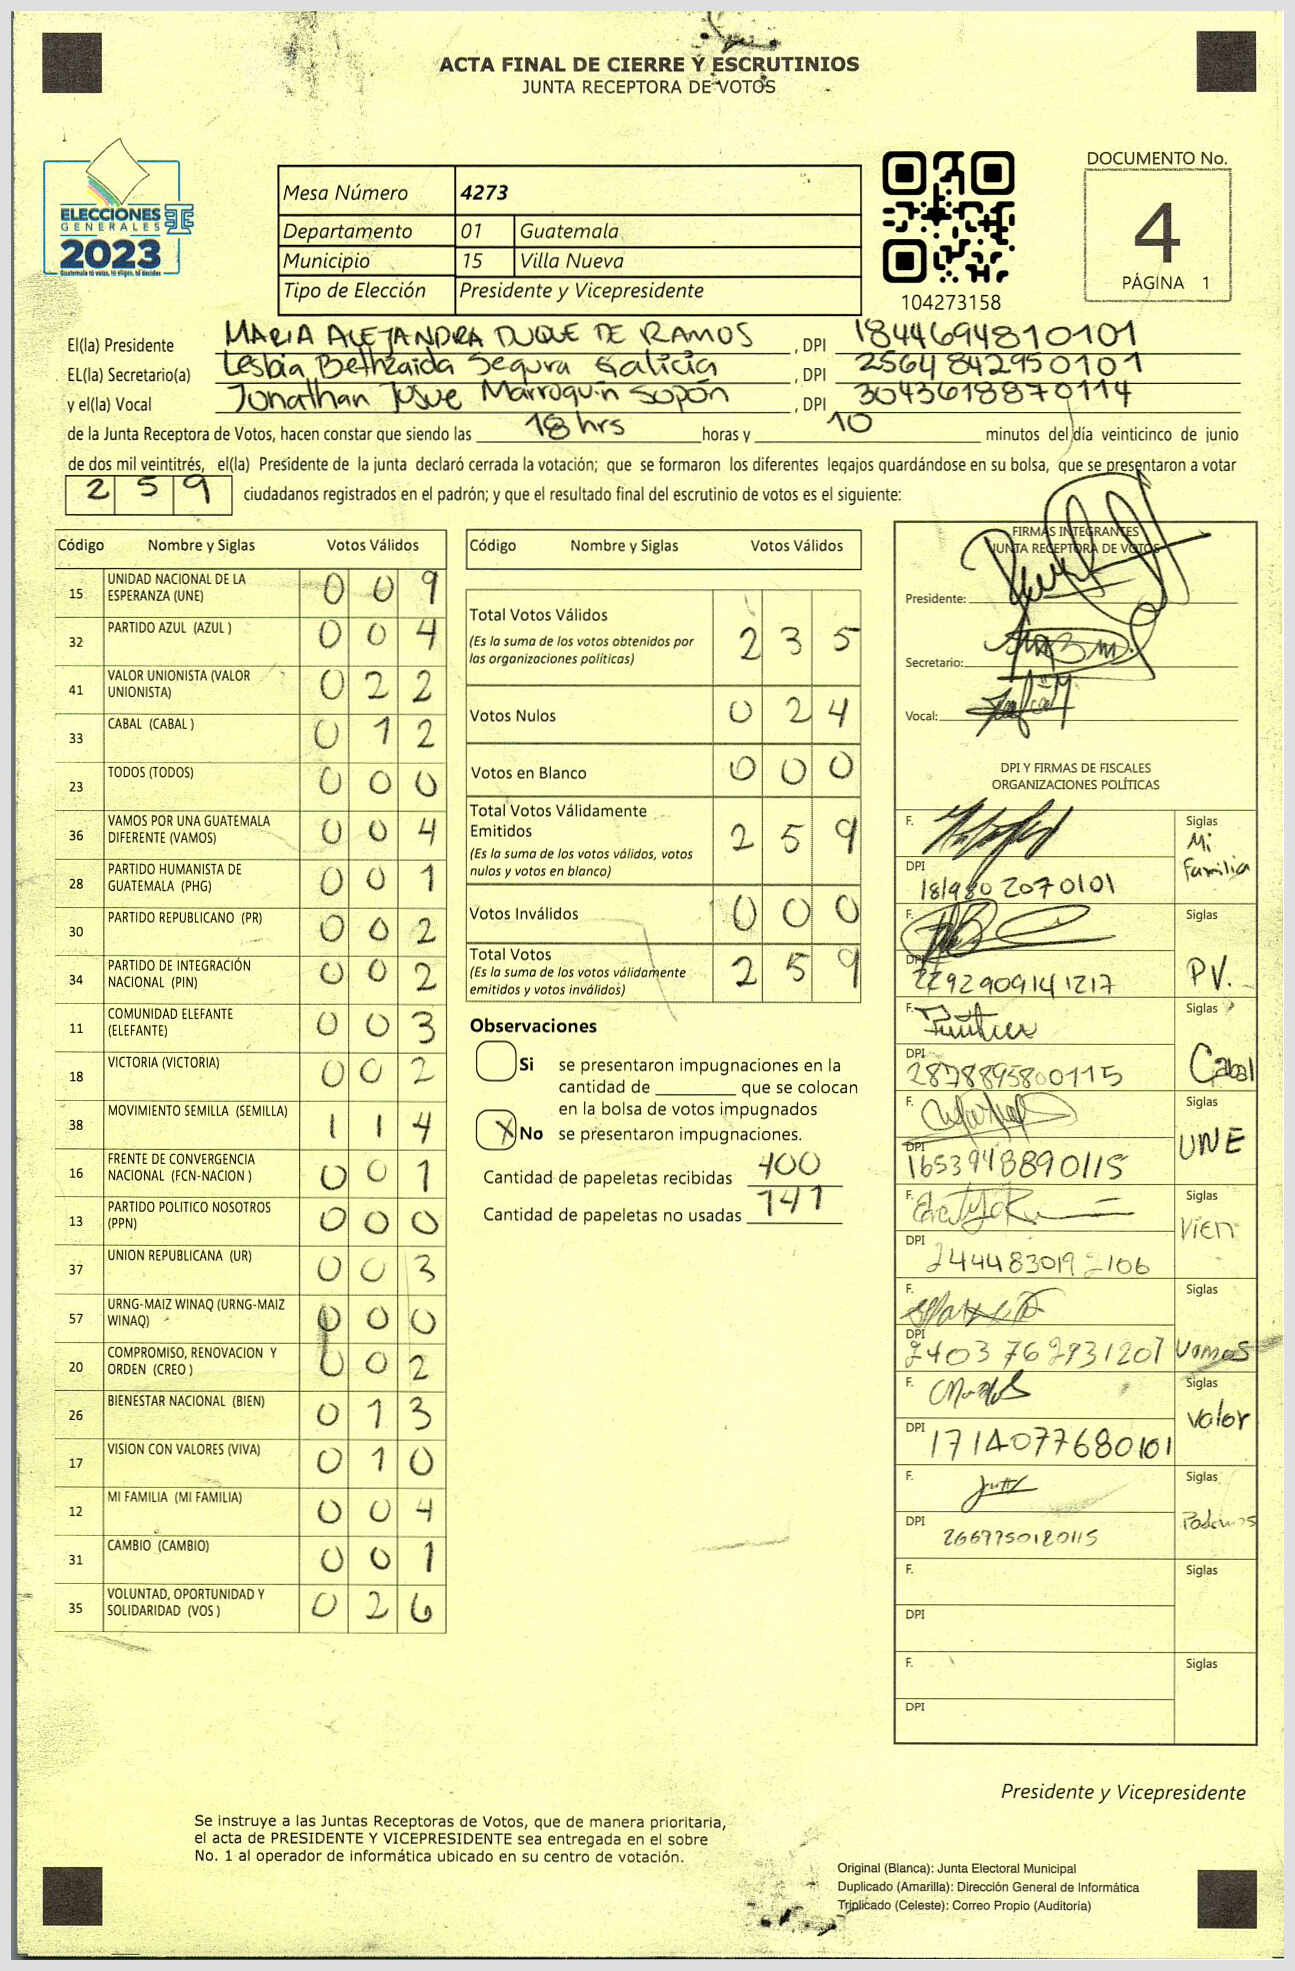 ACTA FINAL DE CIERRE Y ESCRUTINIOS
JUNTA RECEPTORA DE VOTOS
ELECCIONES
GENERALES
2023
Guatemala tú votas, tú eliges, tú decides
Mesa Número 4273
Departamento 01 Guatemala
Municipio 15 Villa Nueva
Tipo de Elección Presidente y Vicepresidente
104273158
DOCUMENTO No.
4
PÁGINA 1
El(la) Presidente MARIA ALEJANDRA DUQUE DE RAMOS , DPI 1844694810101
EL(la) Secretario(a) Lesbia Bethzaida Segura Galicia , DPI 2564842950101
y el(la) Vocal Jonathan Josue Marroquin Sopón , DPI 3043618870114
de la Junta Receptora de Votos, hacen constar que siendo las 18 hrs horas y 10 minutos del día veinticinco de junio
de dos mil veintitrés, el(la) Presidente de la junta declaró cerrada la votación; que se formaron los diferentes legajos guardándose en su bolsa, que se presentaron a votar
259 ciudadanos registrados en el padrón; y que el resultado final del escrutinio de votos es el siguiente:
Código Nombre y Siglas Votos Válidos
15 UNIDAD NACIONAL DE LA ESPERANZA (UNE) 0 0 9
32 PARTIDO AZUL (AZUL ) 0 0 4
41 VALOR UNIONISTA (VALOR UNIONISTA) 0 2 2
33 CABAL (CABAL ) 0 1 2
23 TODOS (TODOS) 0 0 0
36 VAMOS POR UNA GUATEMALA DIFERENTE (VAMOS) 0 0 4
28 PARTIDO HUMANISTA DE GUATEMALA (PHG) 0 0 1
30 PARTIDO REPUBLICANO (PR) 0 0 2
34 PARTIDO DE INTEGRACIÓN NACIONAL (PIN) 0 0 2
11 COMUNIDAD ELEFANTE (ELEFANTE) 0 0 3
18 VICTORIA (VICTORIA) 0 0 2
38 MOVIMIENTO SEMILLA (SEMILLA) 1 1 4
16 FRENTE DE CONVERGENCIA NACIONAL (FCN-NACION ) 0 0 1
13 PARTIDO POLITICO NOSOTROS (PPN) 0 0 0
37 UNION REPUBLICANA (UR) 0 0 3
57 URNG-MAIZ WINAQ (URNG-MAIZ WINAQ) 0 0 0
20 COMPROMISO, RENOVACION Y ORDEN (CREO ) 0 0 2
26 BIENESTAR NACIONAL (BIEN) 0 1 3
17 VISION CON VALORES (VIVA) 0 1 0
12 MI FAMILIA (MI FAMILIA) 0 0 4
31 CAMBIO (CAMBIO) 0 0 1
35 VOLUNTAD, OPORTUNIDAD Y SOLIDARIDAD (VOS ) 0 2 6
Código Nombre y Siglas Votos Válidos
Total Votos Válidos 2 3 5
(Es la suma de los votos obtenidos por
las organizaciones políticas)
Votos Nulos 0 2 4
Votos en Blanco 0 0 0
Total Votos Válidamente
Emitidos 2 5 9
(Es la suma de los votos válidos, votos
nulos y votos en blanco)
Votos Inválidos 0 0 0
Total Votos 2 5 9
(Es la suma de los votos válidamente
emitidos y votos inválidos)
Observaciones
Si se presentaron impugnaciones en la
cantidad de ________ que se colocan
en la bolsa de votos impugnados
X No se presentaron impugnaciones.
Cantidad de papeletas recibidas 400
Cantidad de papeletas no usadas 141
FIRMAS INTEGRANTES
JUNTA RECEPTORA DE VOTOS
Presidente:
Secretario:
Vocal:
DPI Y FIRMAS DE FISCALES
ORGANIZACIONES POLÍTICAS
F. Siglas Mi Familia
DPI
F. Siglas PV.
DPI 2292909141217
F. Siglas Cabal
DPI 2878895800115
F. Siglas UNE
DPI 1653948890115
F. Siglas Vien
DPI 2444830192106
F. Siglas Vamos
DPI
F. Siglas Valor
DPI 1714077680101
F. Siglas Podemos
DPI 2669750120115
F. Siglas
DPI
F. Siglas
DPI
Presidente y Vicepresidente
Se instruye a las Juntas Receptoras de Votos, que de manera prioritaria,
el acta de PRESIDENTE Y VICEPRESIDENTE sea entregada en el sobre
No. 1 al operador de informática ubicado en su centro de votación.
Original (Blanca): Junta Electoral Municipal
Duplicado (Amarilla): Dirección General de Informática
Triplicado (Celeste): Correo Propio (Auditoria)